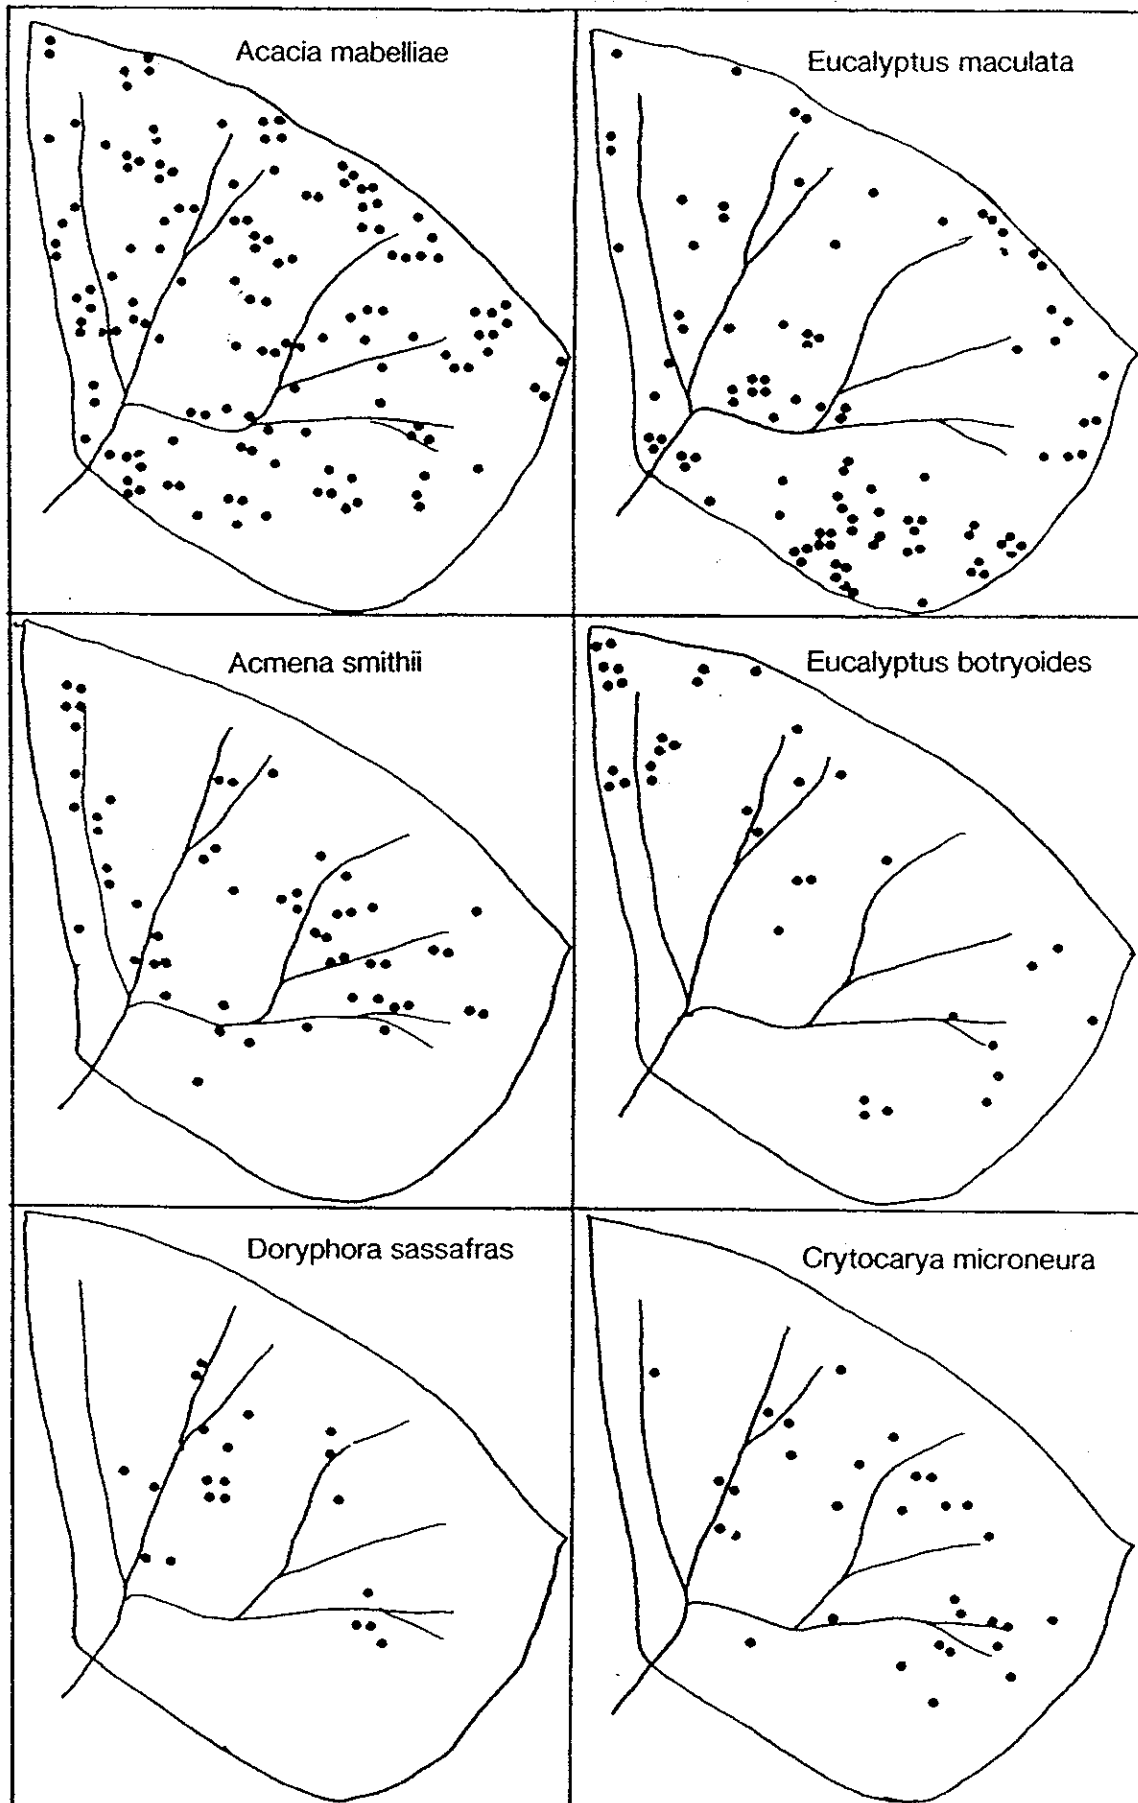 Acacia mabelliae
Eucalyptus maculata
Acmena smithii
Eucalyptus botryoides
Doryphora sassafras
Crytocarya microneura